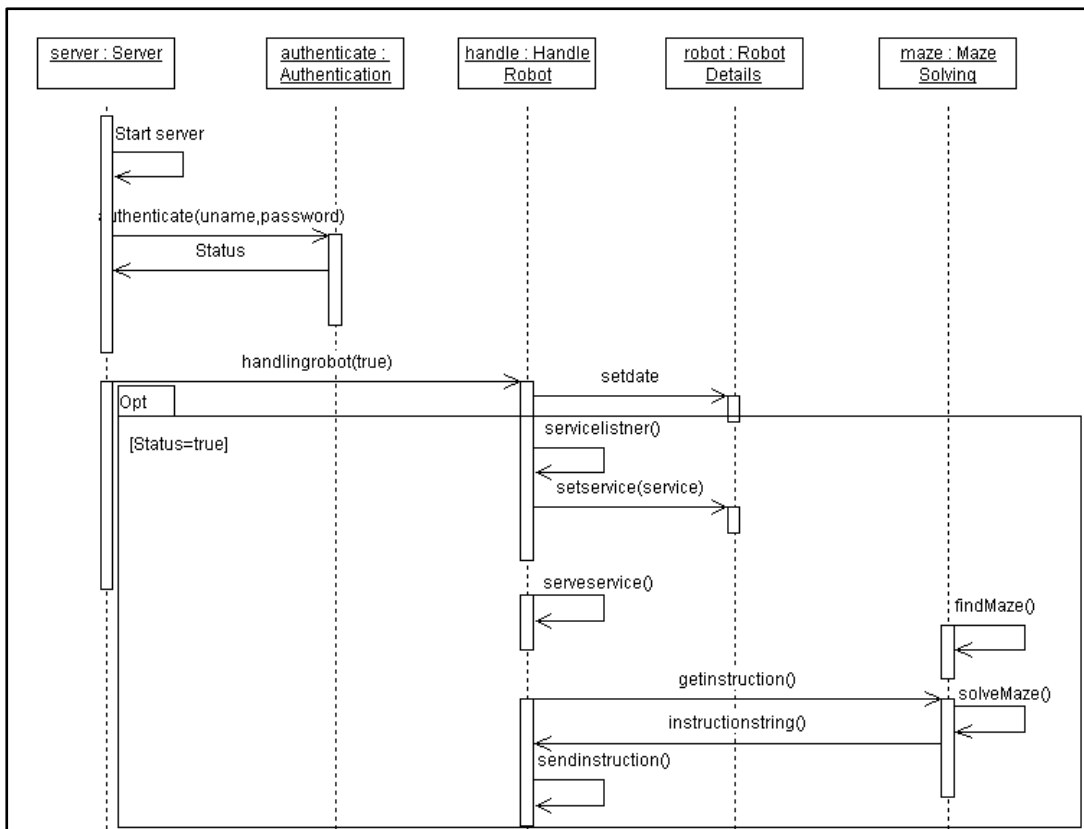 server : Server
authenticate :
Authentication
handle : Handle
Robot
robot : Robot
Details
maze : Maze
Solving
Start server
authenticate(uname,password)
Status
handlingrobot(true)
setdate
Opt
[Status=true]
servicelistner()
setservice(service)
serveservice()
findMaze()
getinstruction()
solveMaze()
instructionstring()
sendinstruction()